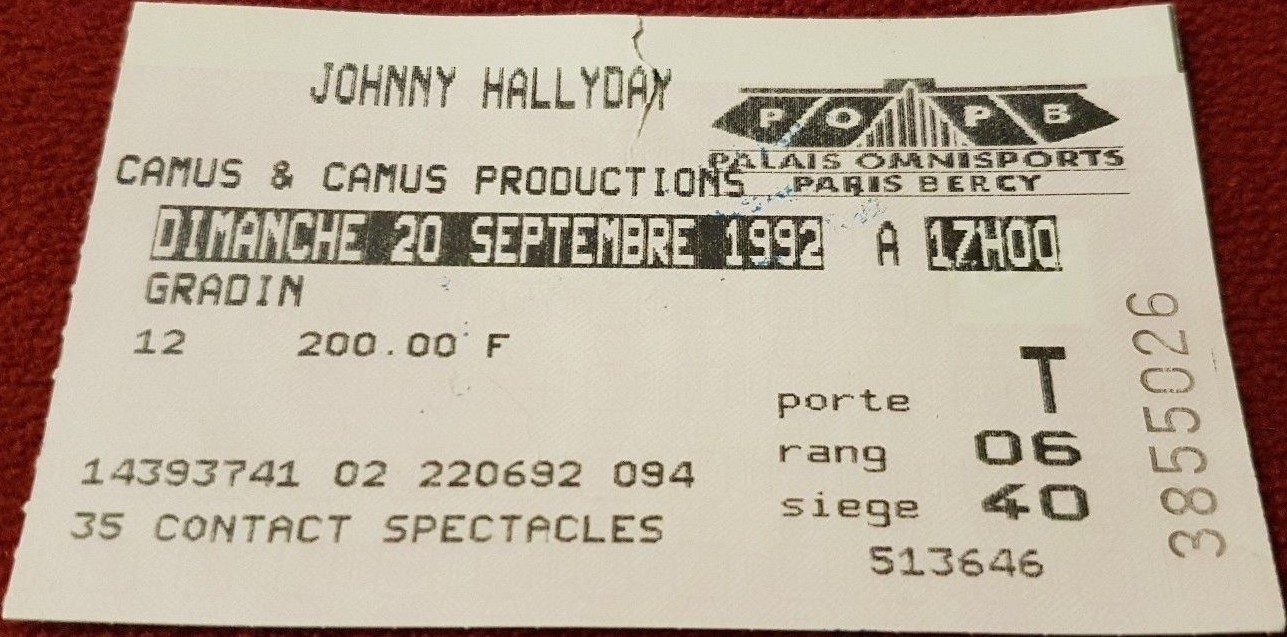 JOHNNY HALLYDAY
POPB
PALAIS OMNISPORTS
PARIS BERCY
CAMUS & CAMUS PRODUCTIONS
DIMANCHE 20 SEPTEMBRE 1992 A 17H00
GRADIN
12 200.00 F
porte T
rang 06
siege 40
14393741 02 220692 094
35 CONTACT SPECTACLES
513646
3855026